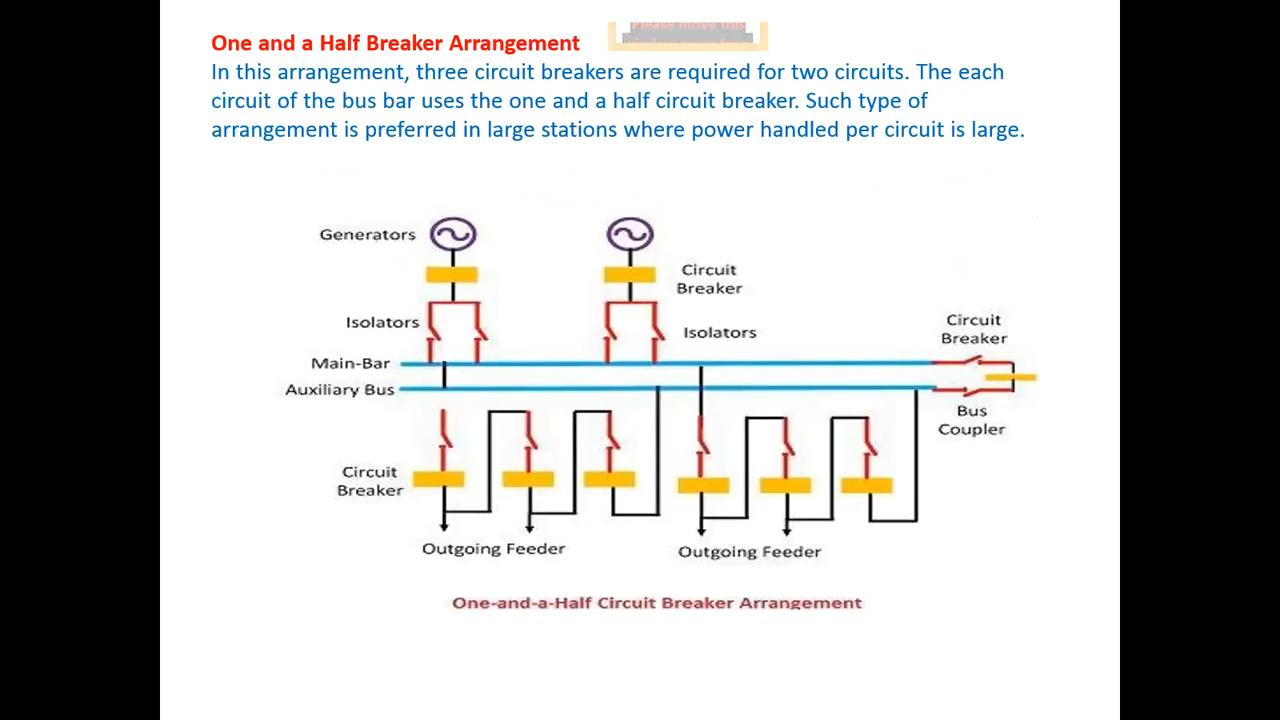 Please move this
One and a Half Breaker Arrangement
In this arrangement, three circuit breakers are required for two circuits. The each
circuit of the bus bar uses the one and a half circuit breaker. Such type of
arrangement is preferred in large stations where power handled per circuit is large.
Generators
Circuit
Breaker
Isolators
Isolators
Circuit
Breaker
Main-Bar
Auxiliary Bus
Bus
Coupler
Circuit
Breaker
Outgoing Feeder
Outgoing Feeder
One-and-a-Half Circuit Breaker Arrangement